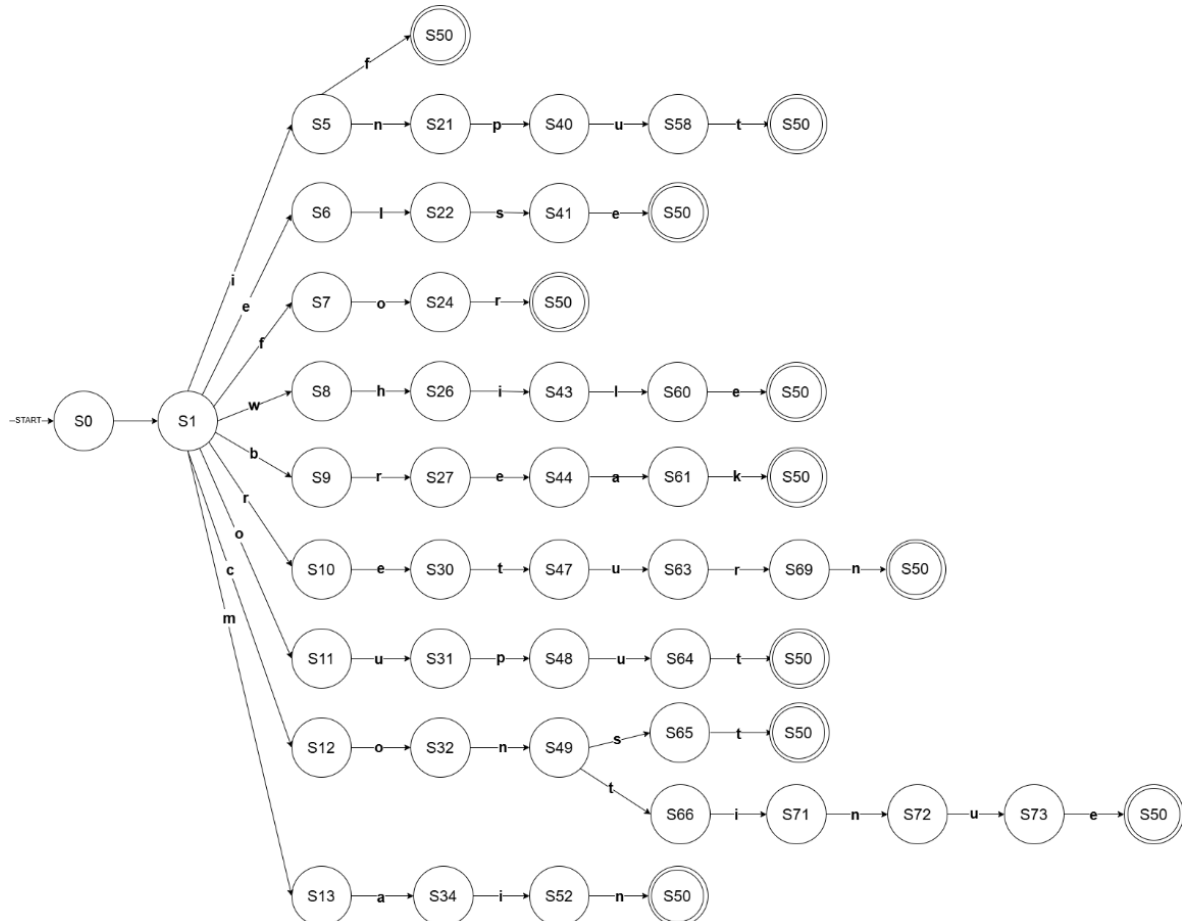 S50
f
S5 n S21 p S40 u S58 t S50
S6 l S22 s S41 e S50
i
e
S7 o S24 r S50
f
S8 h S26 i S43 l S60 e S50
w
START S0 S1
b
S9 r S27 e S44 a S61 k S50
r
o
S10 e S30 t S47 u S63 r S69 n S50
c
m
S11 u S31 p S48 u S64 t S50
S12 o S32 n S49 s S65 t S50
t
S66 i S71 n S72 u S73 e S50
S13 a S34 i S52 n S50